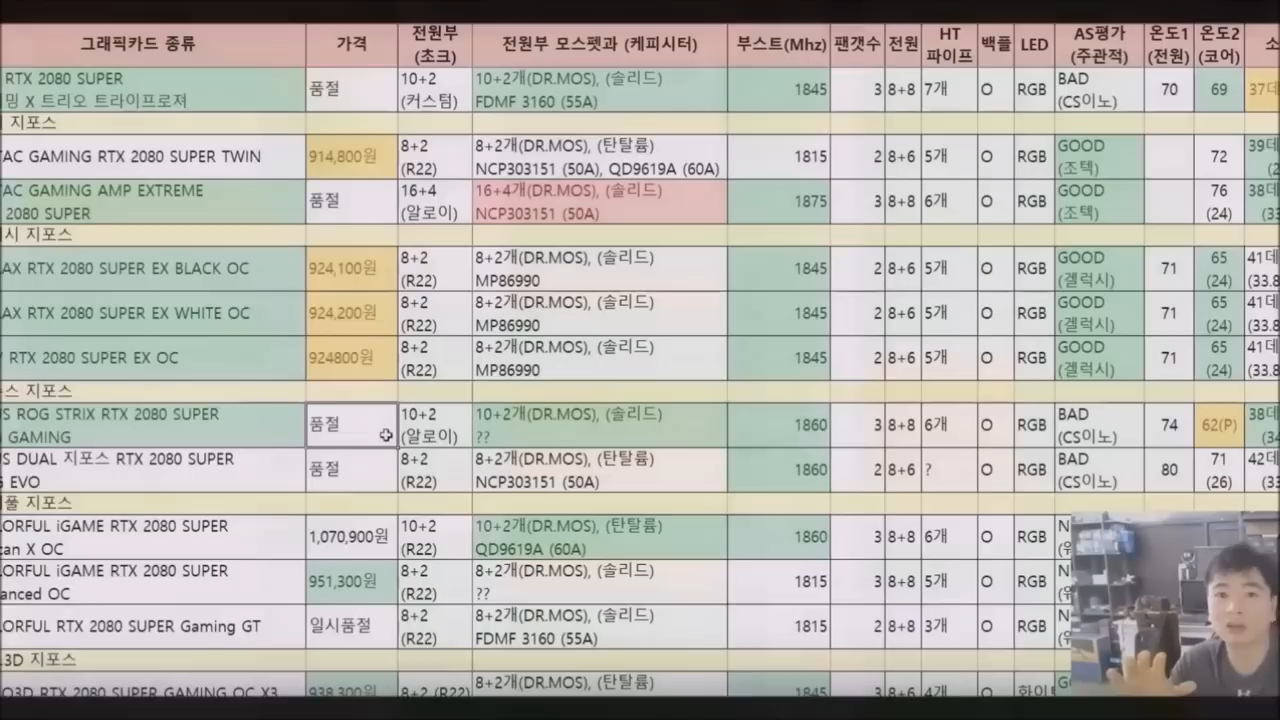 그래픽카드 종류 가격 전원부 (초크) 전원부 모스펫과 (케피시터) 부스트(Mhz) 팬갯수 전원 HT 파이프 백플 LED AS평가 (주관적) 온도1 (전원) 온도2 (코어) 소
RTX 2080 SUPER 품절 10+2 10+2개(DR.MOS), (솔리드) 1845 3 8+8 7개 O RGB BAD 70 69 37데
밍 X 트리오 트라이프로져 (커스텀) FDMF 3160 (55A) (CS이노)
지포스
TAC GAMING RTX 2080 SUPER TWIN 914,800원 8+2 8+2개(DR.MOS), (탄탈륨) 1815 2 8+6 5개 O RGB GOOD 72 39데
(R22) NCP303151 (50A), QD9619A (60A) (조텍)
TAC GAMING AMP EXTREME 품절 16+4 16+4개(DR.MOS), (솔리드) 1875 3 8+8 6개 O RGB GOOD 76 38데
2080 SUPER (알로이) NCP303151 (50A) (조텍) (24) (33
시 지포스
AX RTX 2080 SUPER EX BLACK OC 924,100원 8+2 8+2개(DR.MOS), (솔리드) 1845 2 8+6 5개 O RGB GOOD 71 65 41데
(R22) MP86990 (겔럭시) (24) (33.8
AX RTX 2080 SUPER EX WHITE OC 924,200원 8+2 8+2개(DR.MOS), (솔리드) 1845 2 8+6 5개 O RGB GOOD 71 65 41데
(R22) MP86990 (겔럭시) (24) (33.8
RTX 2080 SUPER EX OC 924800원 8+2 8+2개(DR.MOS), (솔리드) 1845 2 8+6 5개 O RGB GOOD 71 65 41데
(R22) MP86990 (겔럭시) (24) (33.8
스 지포스
S ROG STRIX RTX 2080 SUPER 품절 10+2 10+2개(DR.MOS), (솔리드) 1860 3 8+8 6개 O RGB BAD 74 62(P) 38데
GAMING (알로이) ?? (CS이노) (34
S DUAL 지포스 RTX 2080 SUPER 품절 8+2 8+2개(DR.MOS), (탄탈륨) 1860 2 8+6 ? O RGB BAD 80 71 42데
EVO (R22) NCP303151 (50A) (CS이노) (26) (33
풀 지포스
ORFUL iGAME RTX 2080 SUPER 1,070,900원 10+2 10+2개(DR.MOS), (탄탈륨) 1860 3 8+8 6개 O RGB N
can X OC (R22) QD9619A (60A)
ORFUL iGAME RTX 2080 SUPER 951,300원 8+2 8+2개(DR.MOS), (솔리드) 1815 3 8+8 5개 O RGB N
anced OC (R22) ??
ORFUL RTX 2080 SUPER Gaming GT 일시품절 8+2 8+2개(DR.MOS), (솔리드) 1815 2 8+8 3개 O RGB N
(R22) FDMF 3160 (55A)
.3D 지포스
O3D RTX 2080 SUPER GAMING OC X3 938,300원 8+2 (R22) 8+2개(DR.MOS), (탄탈륨) 1845 3 8+6 4개 O